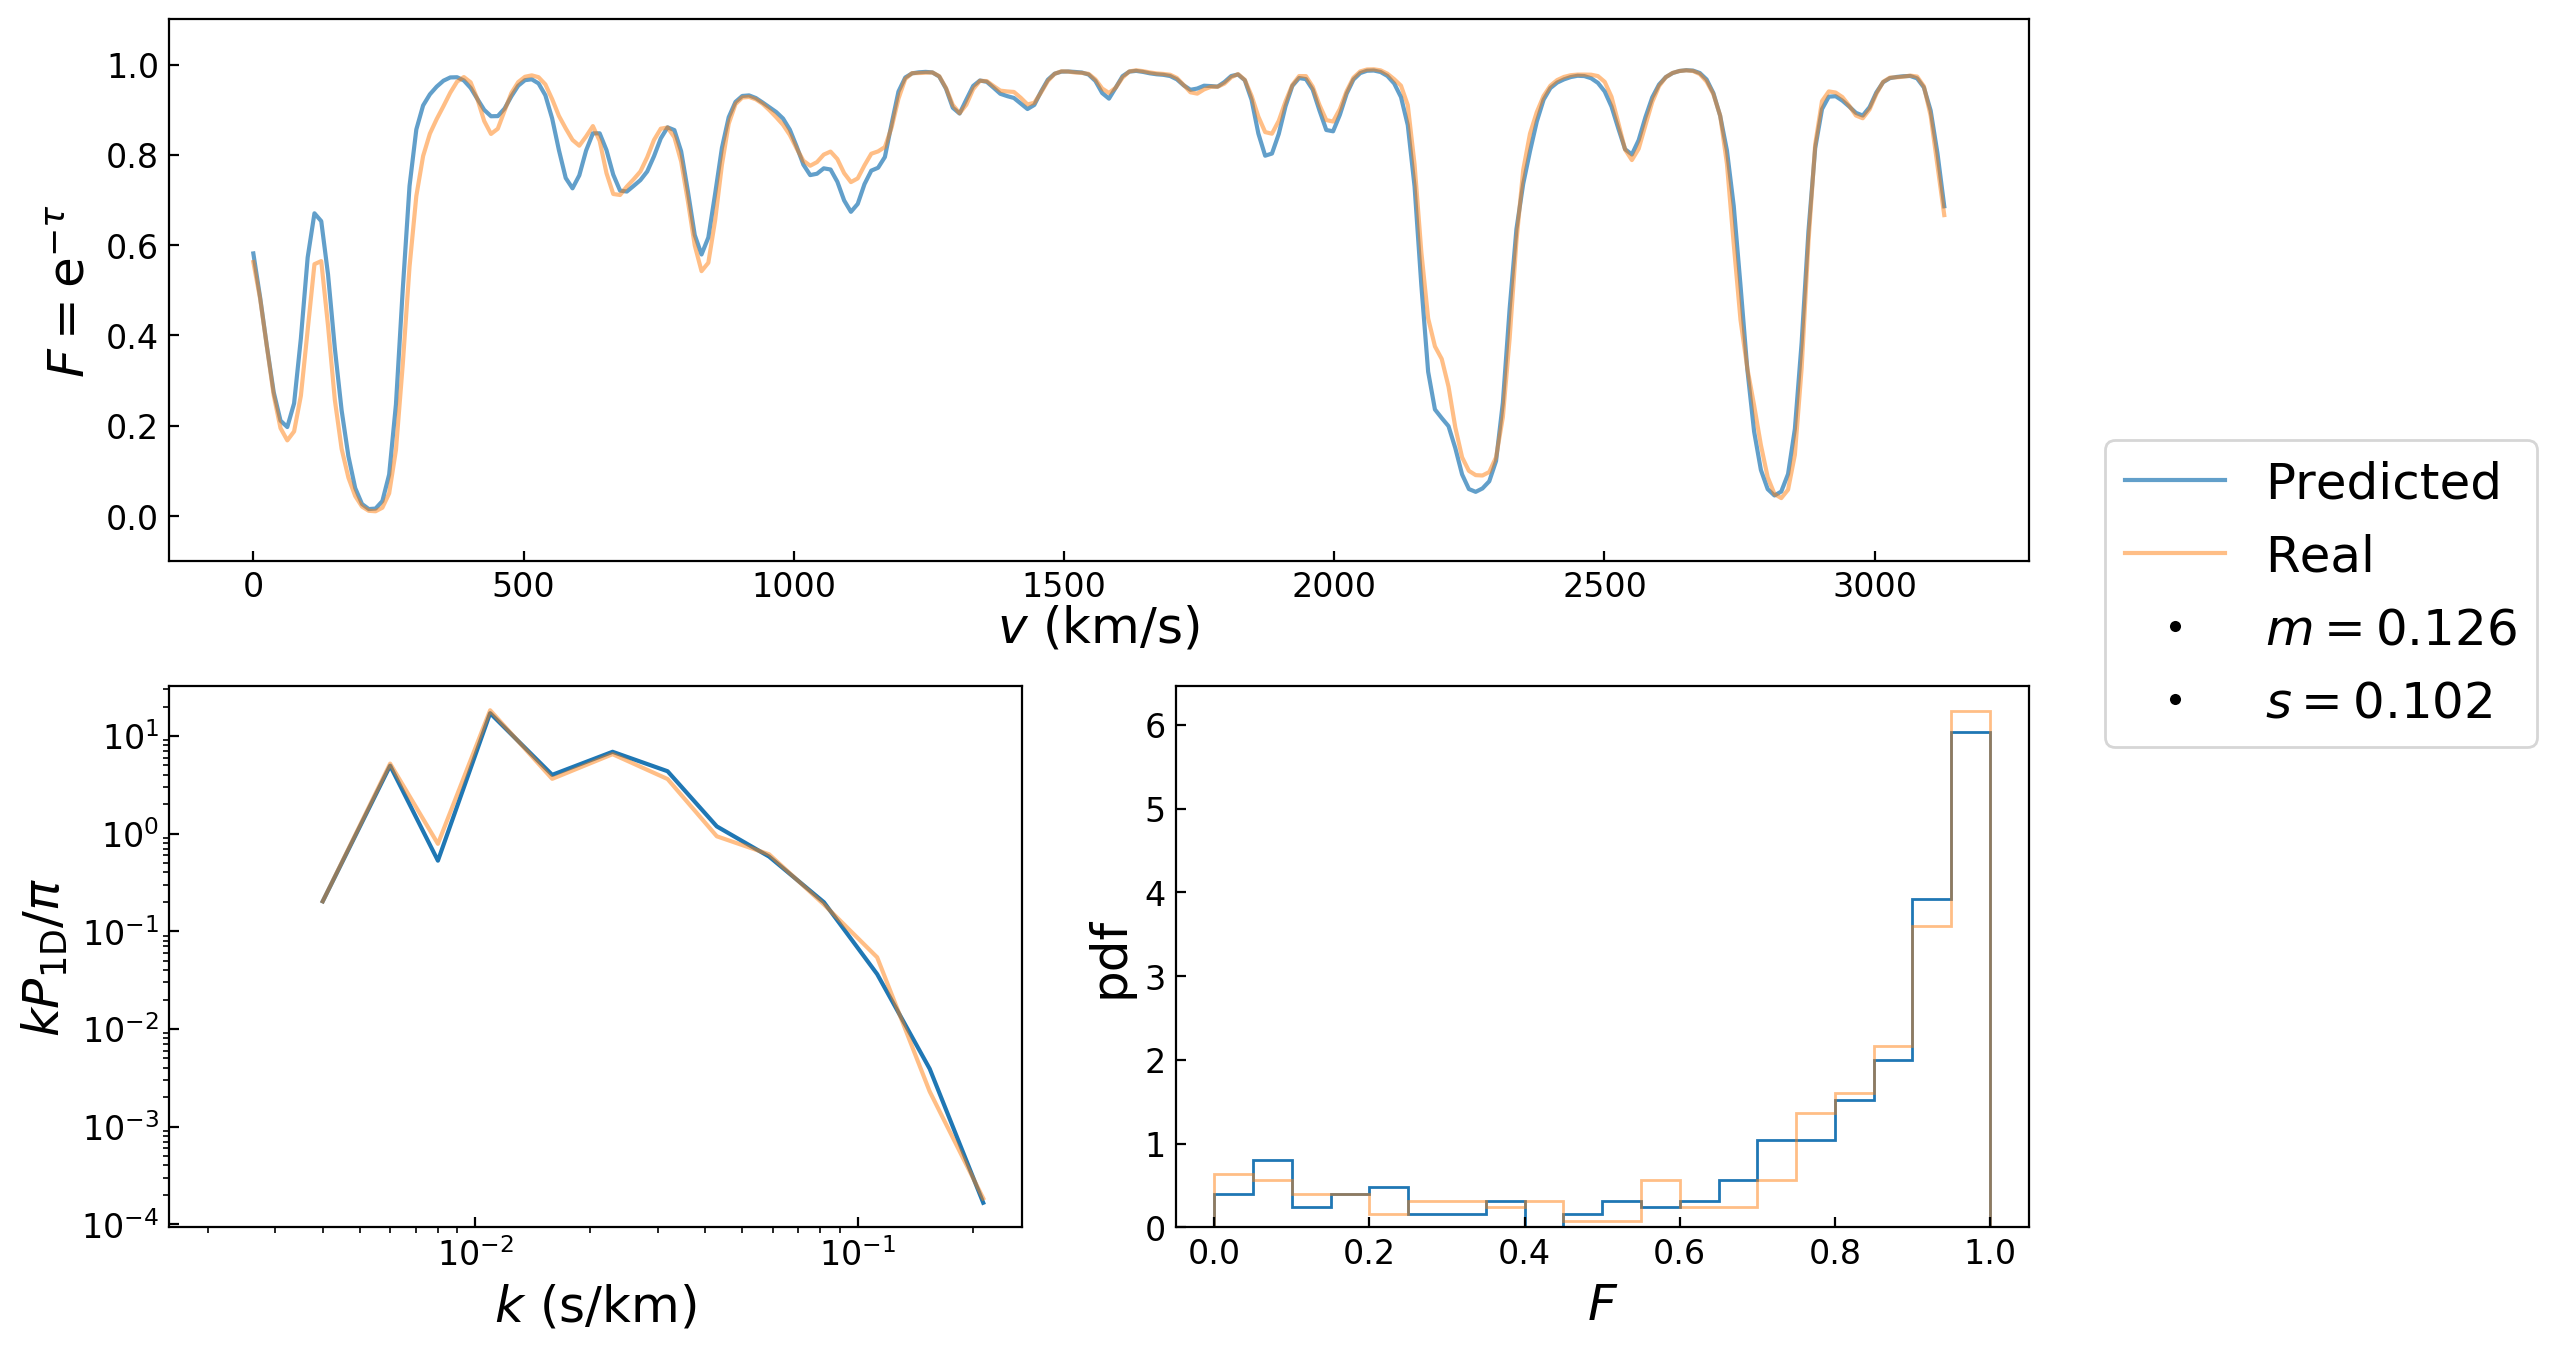 1.0
0.8
0.6
0.4
0.2
0.0
F = e^{−τ}
0 500 1000 1500 2000 2500 3000
v (km/s)
Predicted
Real
m = 0.126
s = 0.102
10^1
10^0
10^{−1}
10^{−2}
10^{−3}
10^{−4}
kP_{1D}/π
10^{−2} 10^{−1}
k (s/km)
6
5
4
3
2
1
0
pdf
0.0 0.2 0.4 0.6 0.8 1.0
F